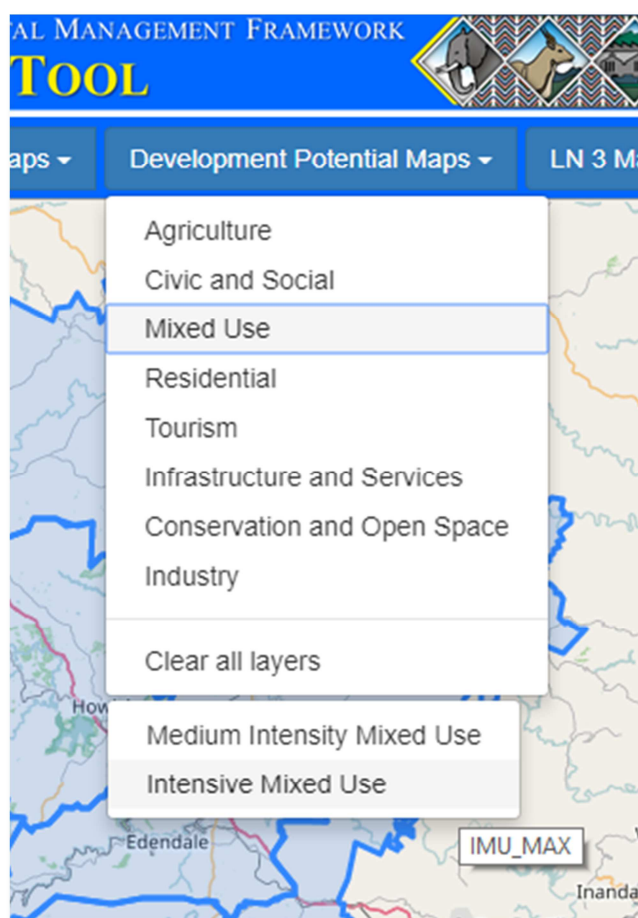 AL MANAGEMENT FRAMEWORK
TOOL
aps
Development Potential Maps
LN 3 Ma
Agriculture
Civic and Social
Mixed Use
Residential
Tourism
Infrastructure and Services
Conservation and Open Space
Industry
Clear all layers
How
Medium Intensity Mixed Use
Intensive Mixed Use
Edendale
IMU_MAX
Inanda